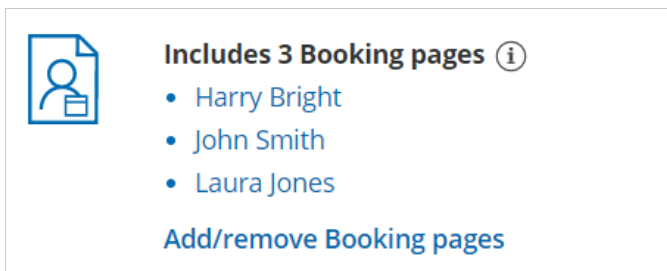 Includes 3 Booking pages
• Harry Bright
• John Smith
• Laura Jones
Add/remove Booking pages